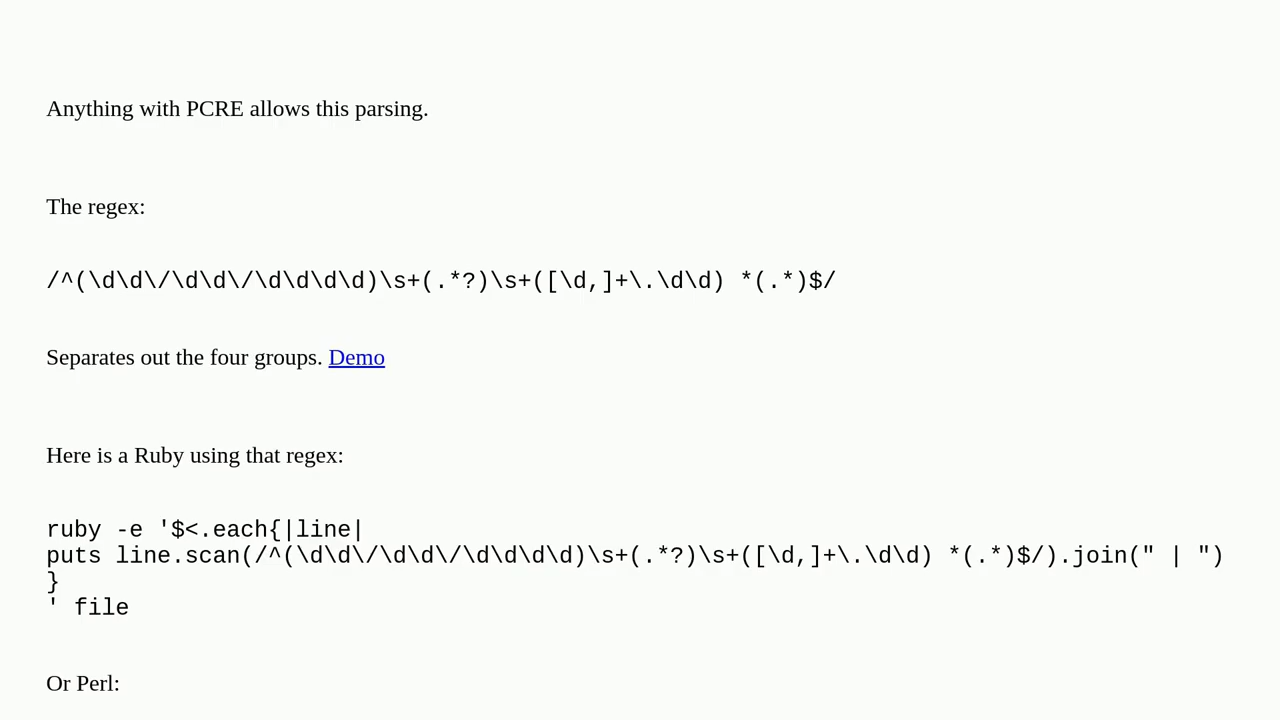 Anything with PCRE allows this parsing.
The regex:
/^(\d\d\/\d\d\/\d\d\d\d)\s+(.*?)\s+([\d,]+\.\d\d) *(.*)$/
Separates out the four groups. Demo
Here is a Ruby using that regex:
ruby -e '$<.each{|line|
puts line.scan(/^(\d\d\/\d\d\/\d\d\d\d)\s+(.*?)\s+([\d,]+\.\d\d) *(.*)$/).join(" | ")
}
' file
Or Perl: